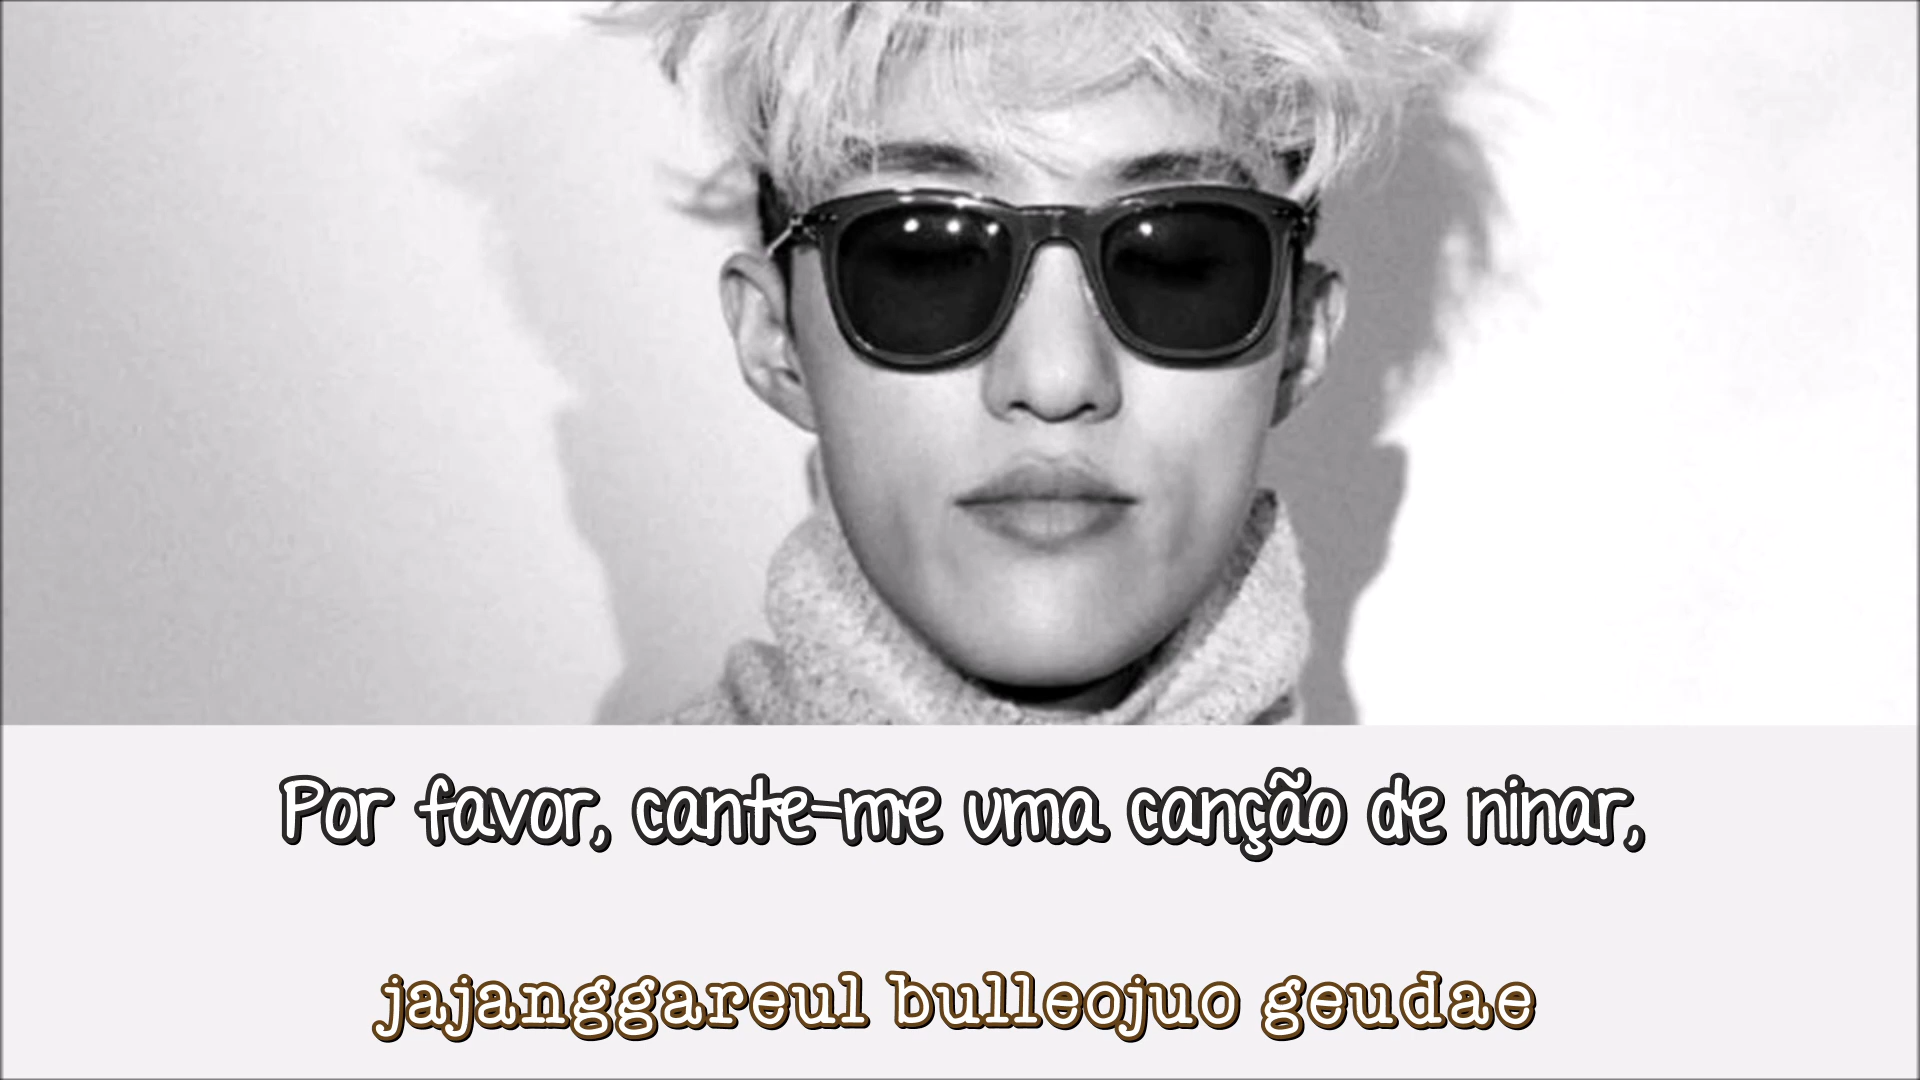 Por favor, cante-me uma canção de ninar,
jajanggareul bulleojuo geudae